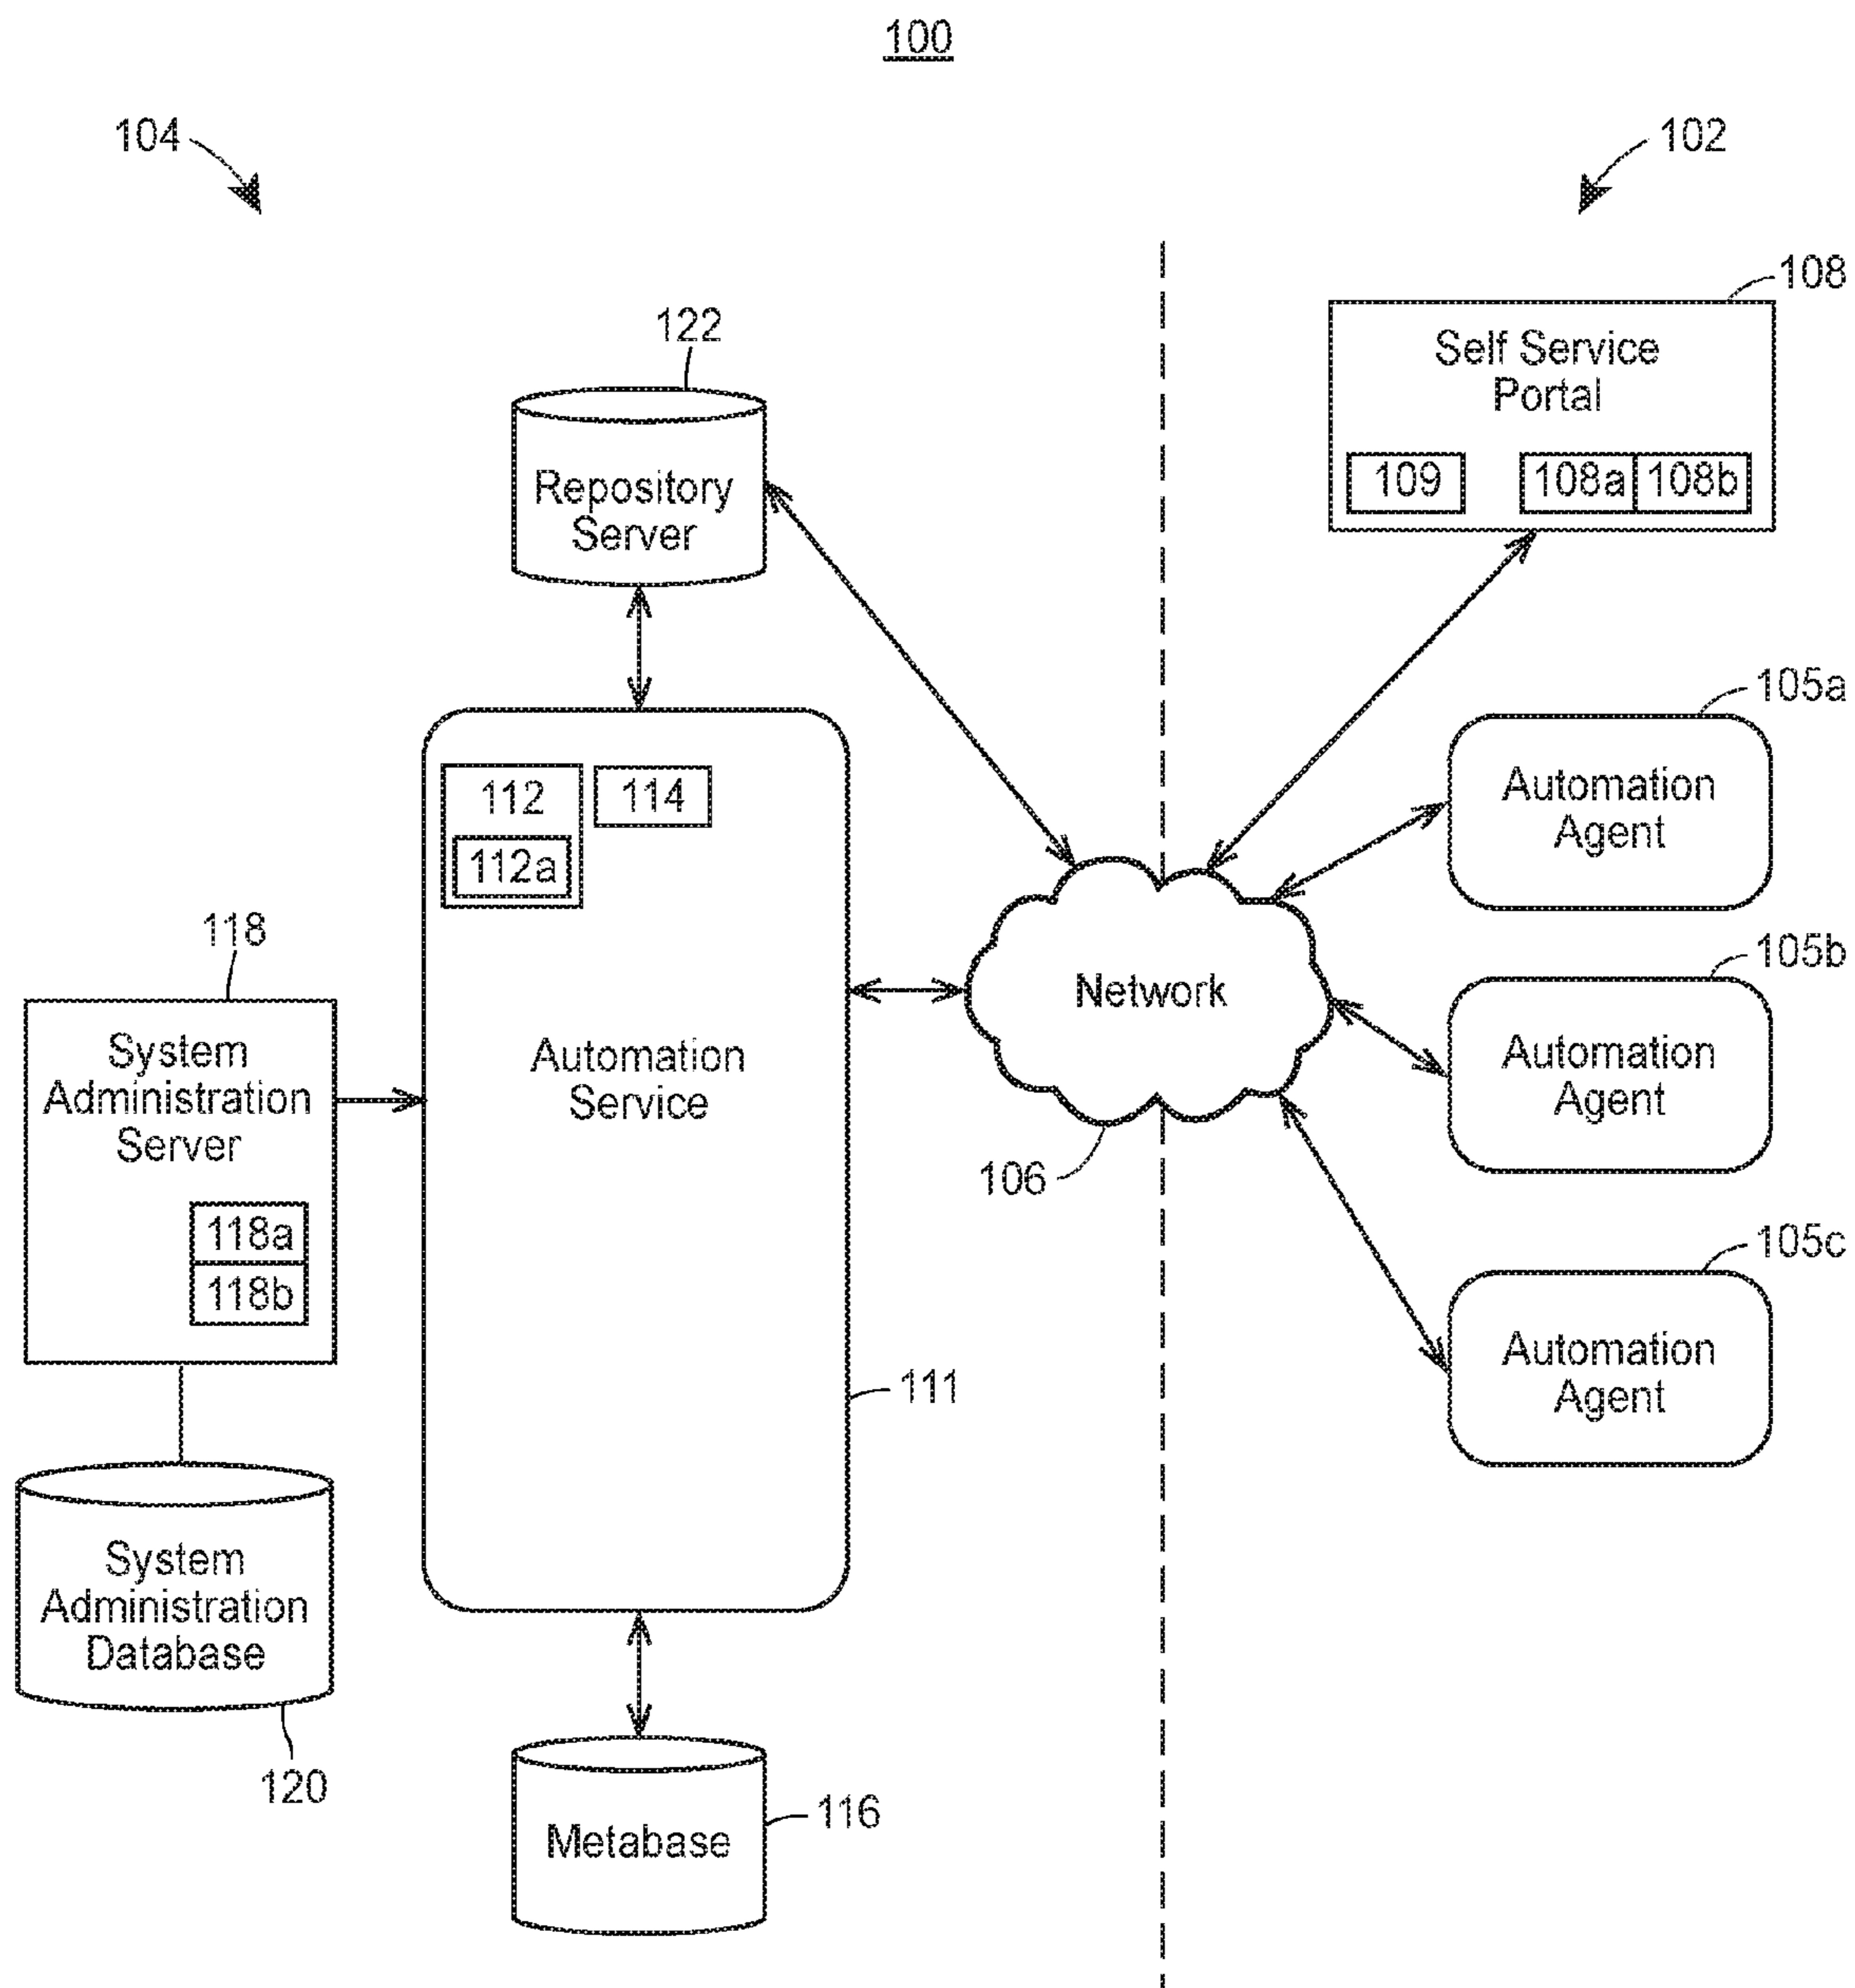 100
104
102
108
122
Self Service
Portal
109
108a
108b
Repository
Server
105a
112
114
112a
Automation
Agent
118
105b
Network
System
Administration
Server
Automation
Service
Automation
Agent
106
118a
118b
105c
Automation
Agent
111
System
Administration
Database
120
116
Metabase